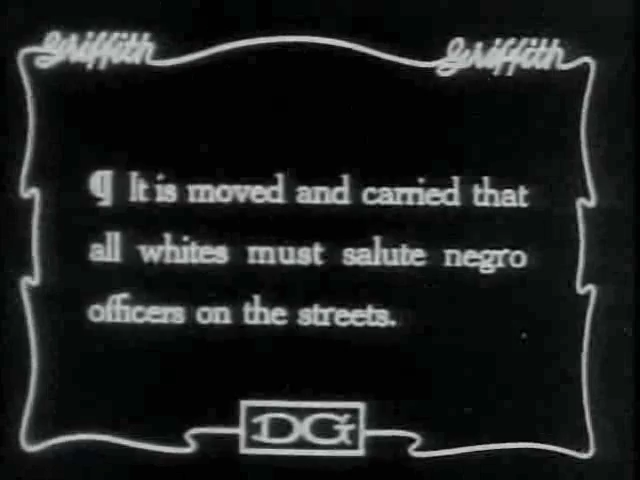 Griffith Griffith
¶ It is moved and carried that
all whites must salute negro
officers on the streets.
DG